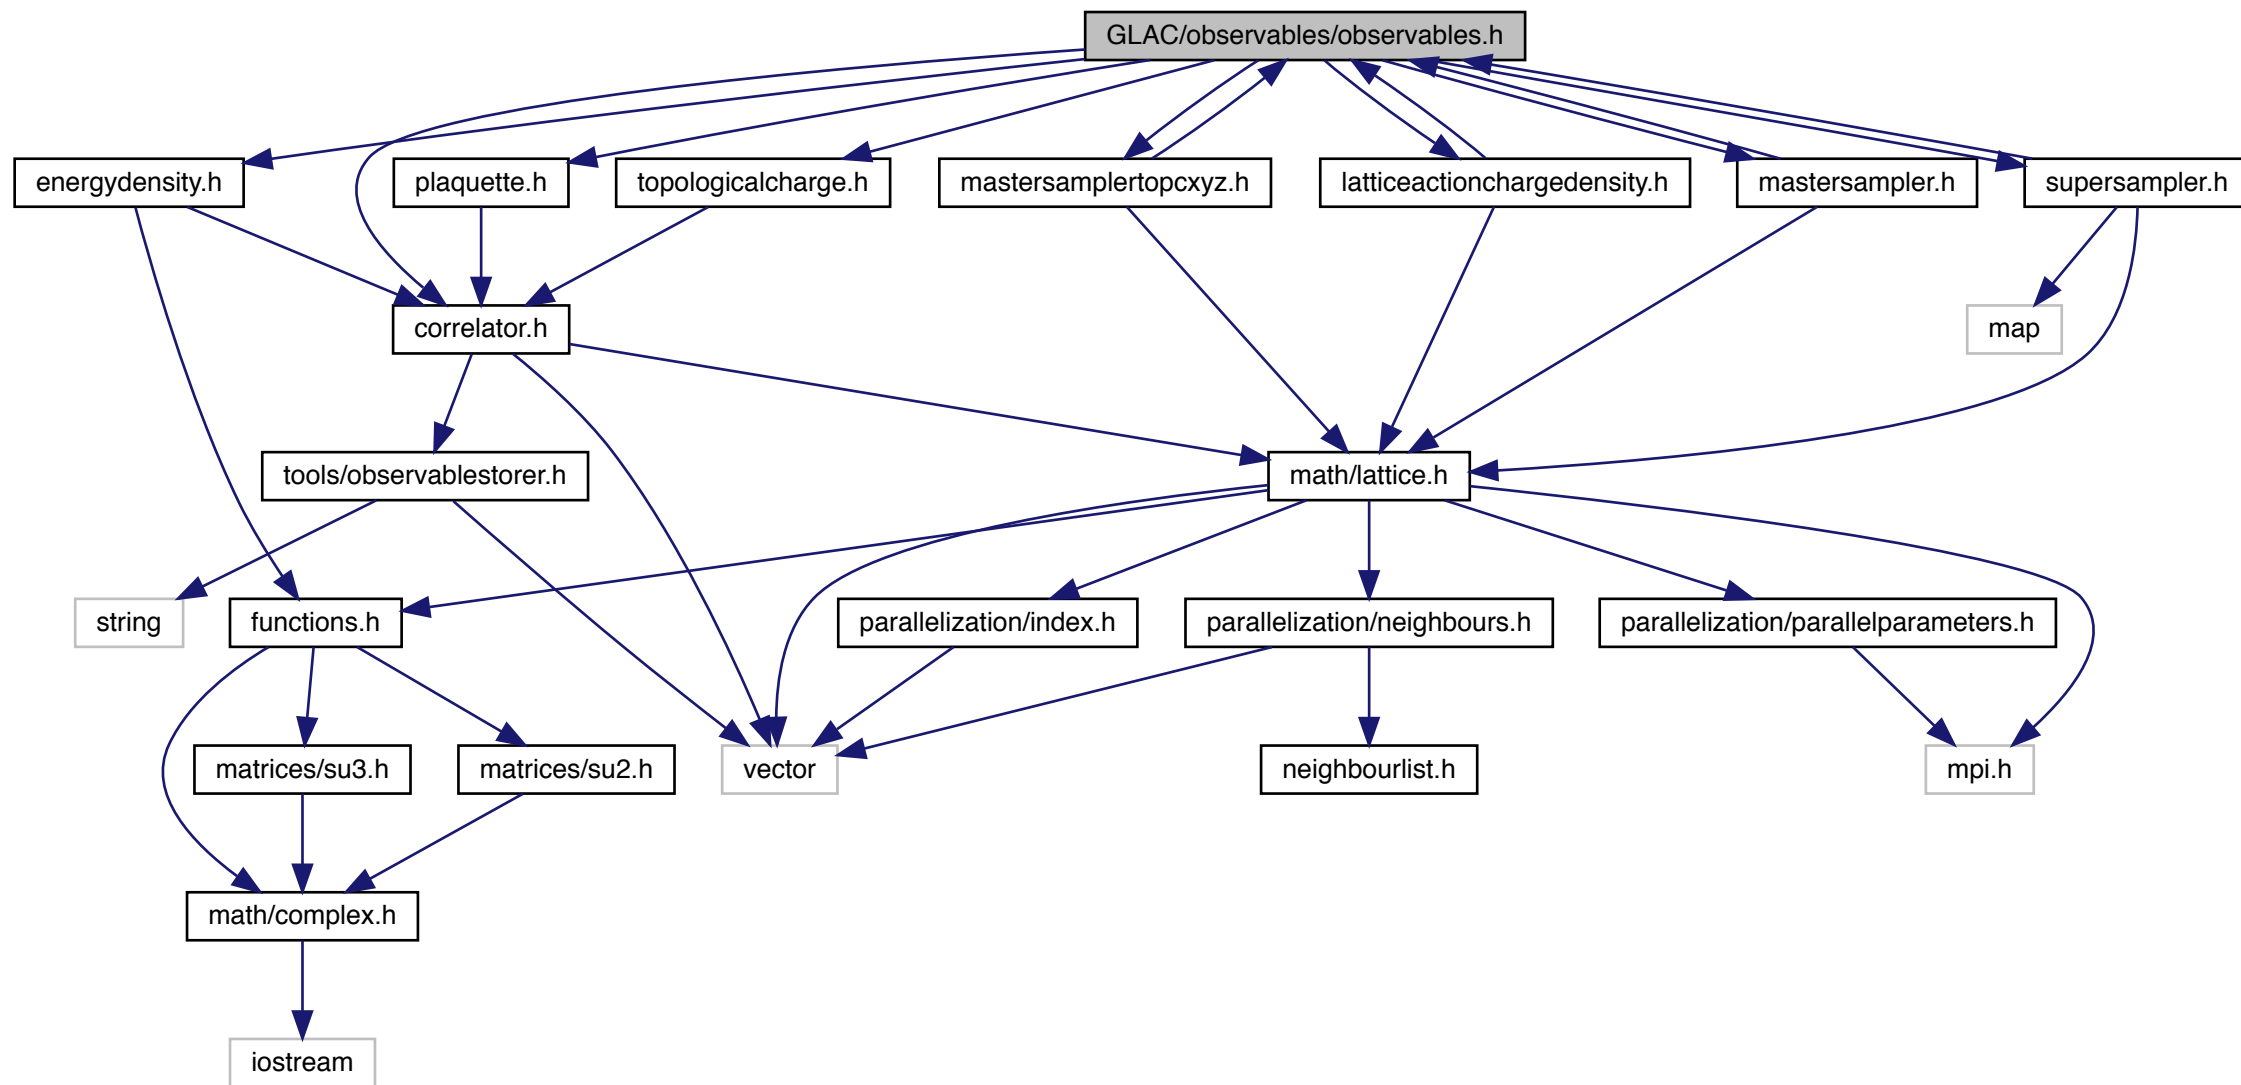 GLAC/observables/observables.h
energydensity.h
plaquette.h
topologicalcharge.h
mastersamplertopcxyz.h
latticeactionchargedensity.h
mastersampler.h
supersampler.h
correlator.h
map
tools/observablestorer.h
math/lattice.h
string
functions.h
parallelization/index.h
parallelization/neighbours.h
parallelization/parallelparameters.h
matrices/su3.h
matrices/su2.h
vector
neighbourlist.h
mpi.h
math/complex.h
iostream